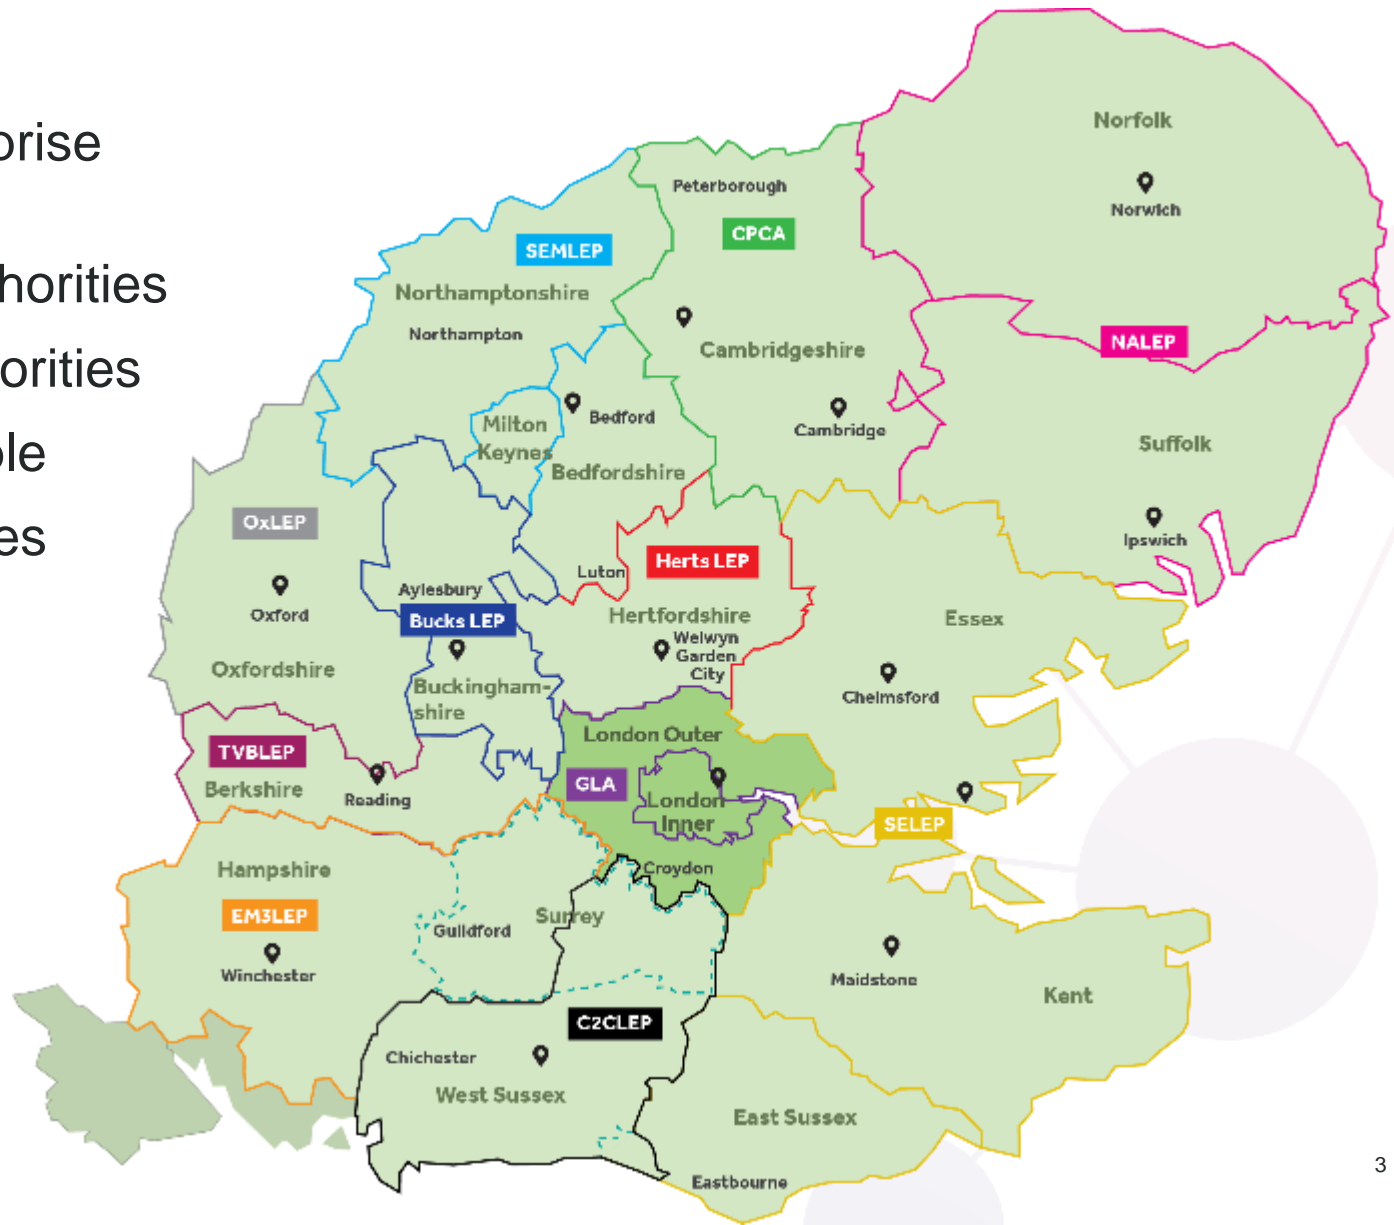 orise
horities
orities
ole
es
Norfolk
Norwich
Peterborough
CPCA
SEMLEP
Northamptonshire
Northampton
Cambridgeshire
NALEP
Milton
Keynes
Bedford
Cambridge
Suffolk
Bedfordshire
OxLEP
Ipswich
Herts LEP
Luton
Aylesbury
Oxford
Bucks LEP
Hertfordshire
Essex
Welwyn
Garden
City
Oxfordshire
Buckingham-
shire
Chelmsford
London Outer
TVBLEP
GLA
Berkshire
Reading
London
Inner
SELEP
Hampshire
Croydon
EM3LEP
Surrey
Guildford
Winchester
Maidstone
Kent
C2CLEP
Chichester
West Sussex
East Sussex
Eastbourne
3